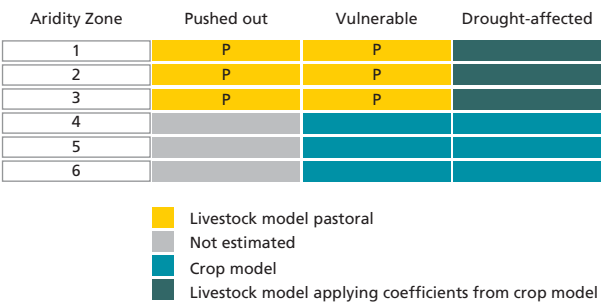 Aridity Zone Pushed out Vulnerable Drought-affected
1 P P
2 P P
3 P P
4
5
6
Livestock model pastoral
Not estimated
Crop model
Livestock model applying coefficients from crop model